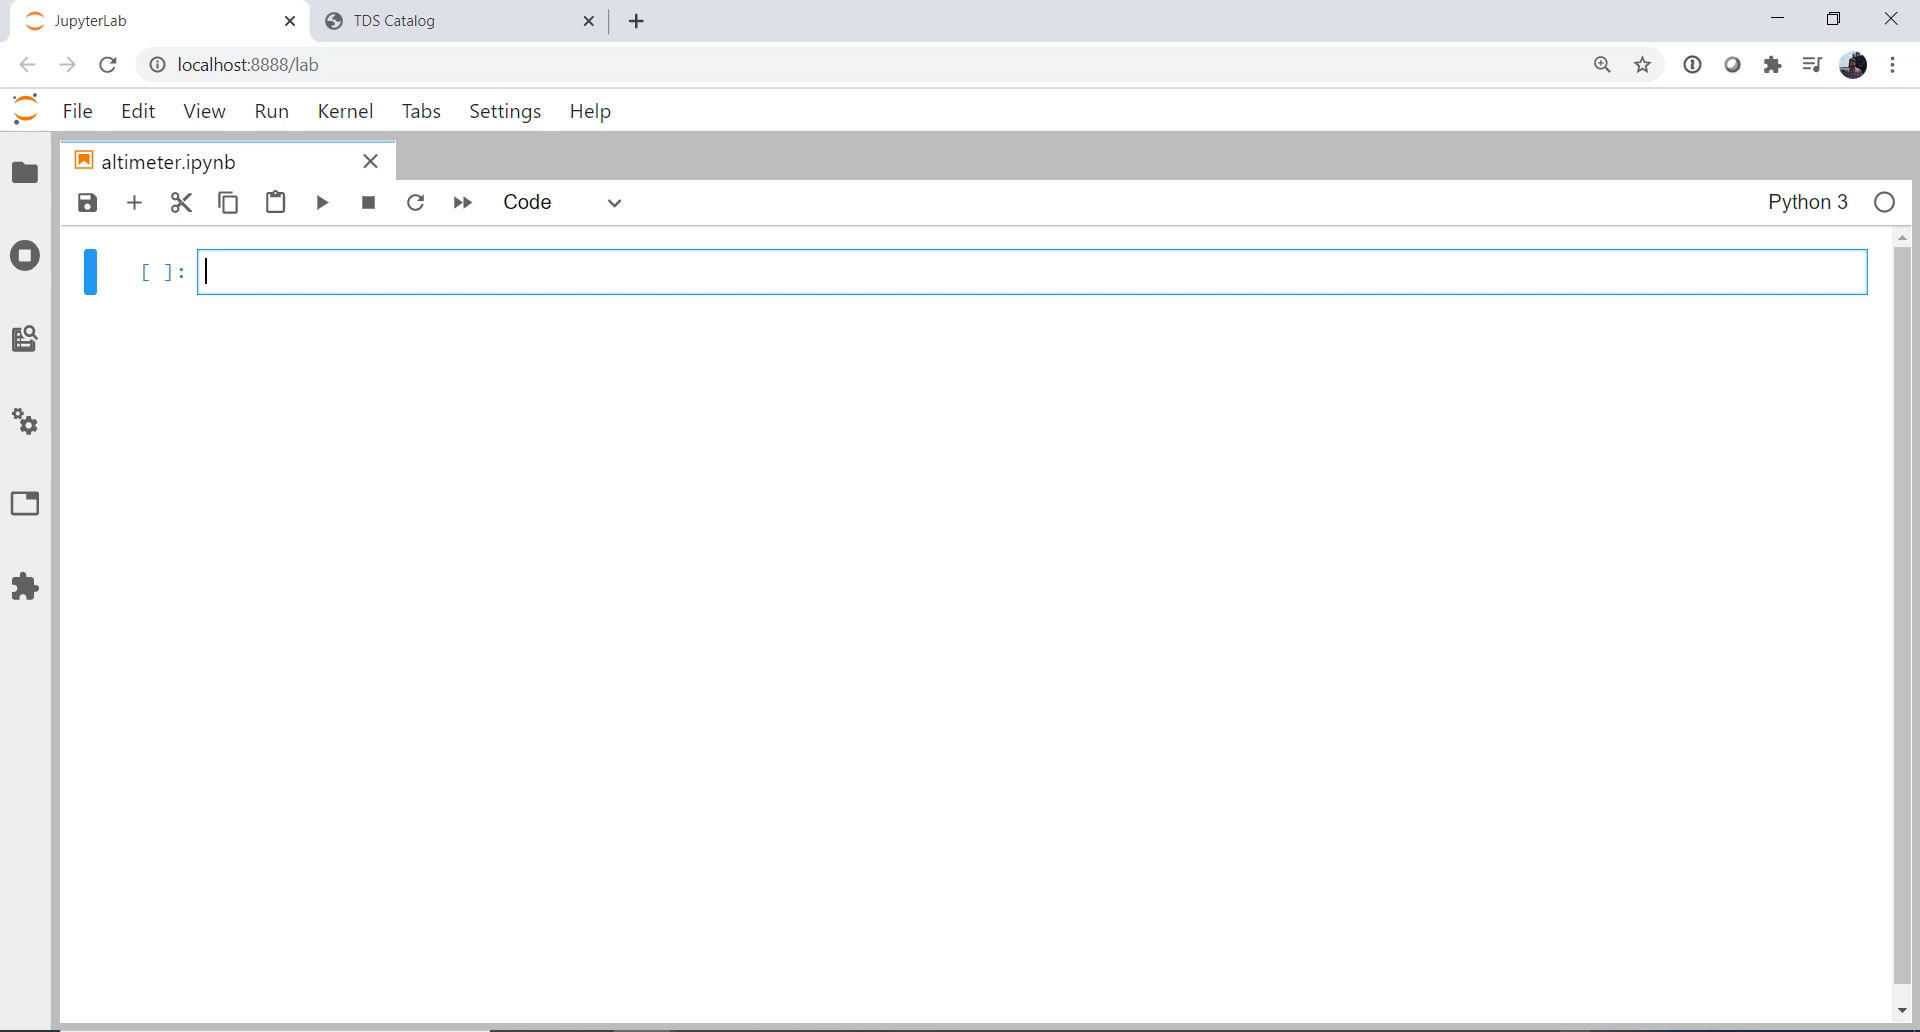 JupyterLab
TDS Catalog
localhost:8888/lab
File Edit View Run Kernel Tabs Settings Help
altimeter.ipynb
Code
Python 3
[ ]: